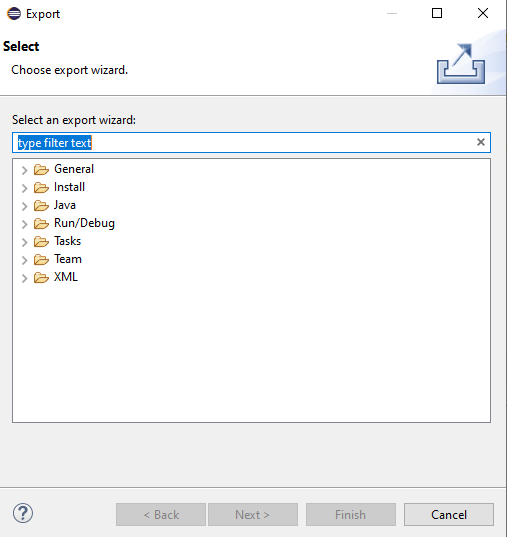 Export
Select
Choose export wizard.
Select an export wizard:
type filter text
General
Install
Java
Run/Debug
Tasks
Team
XML
< Back
Next >
Finish
Cancel